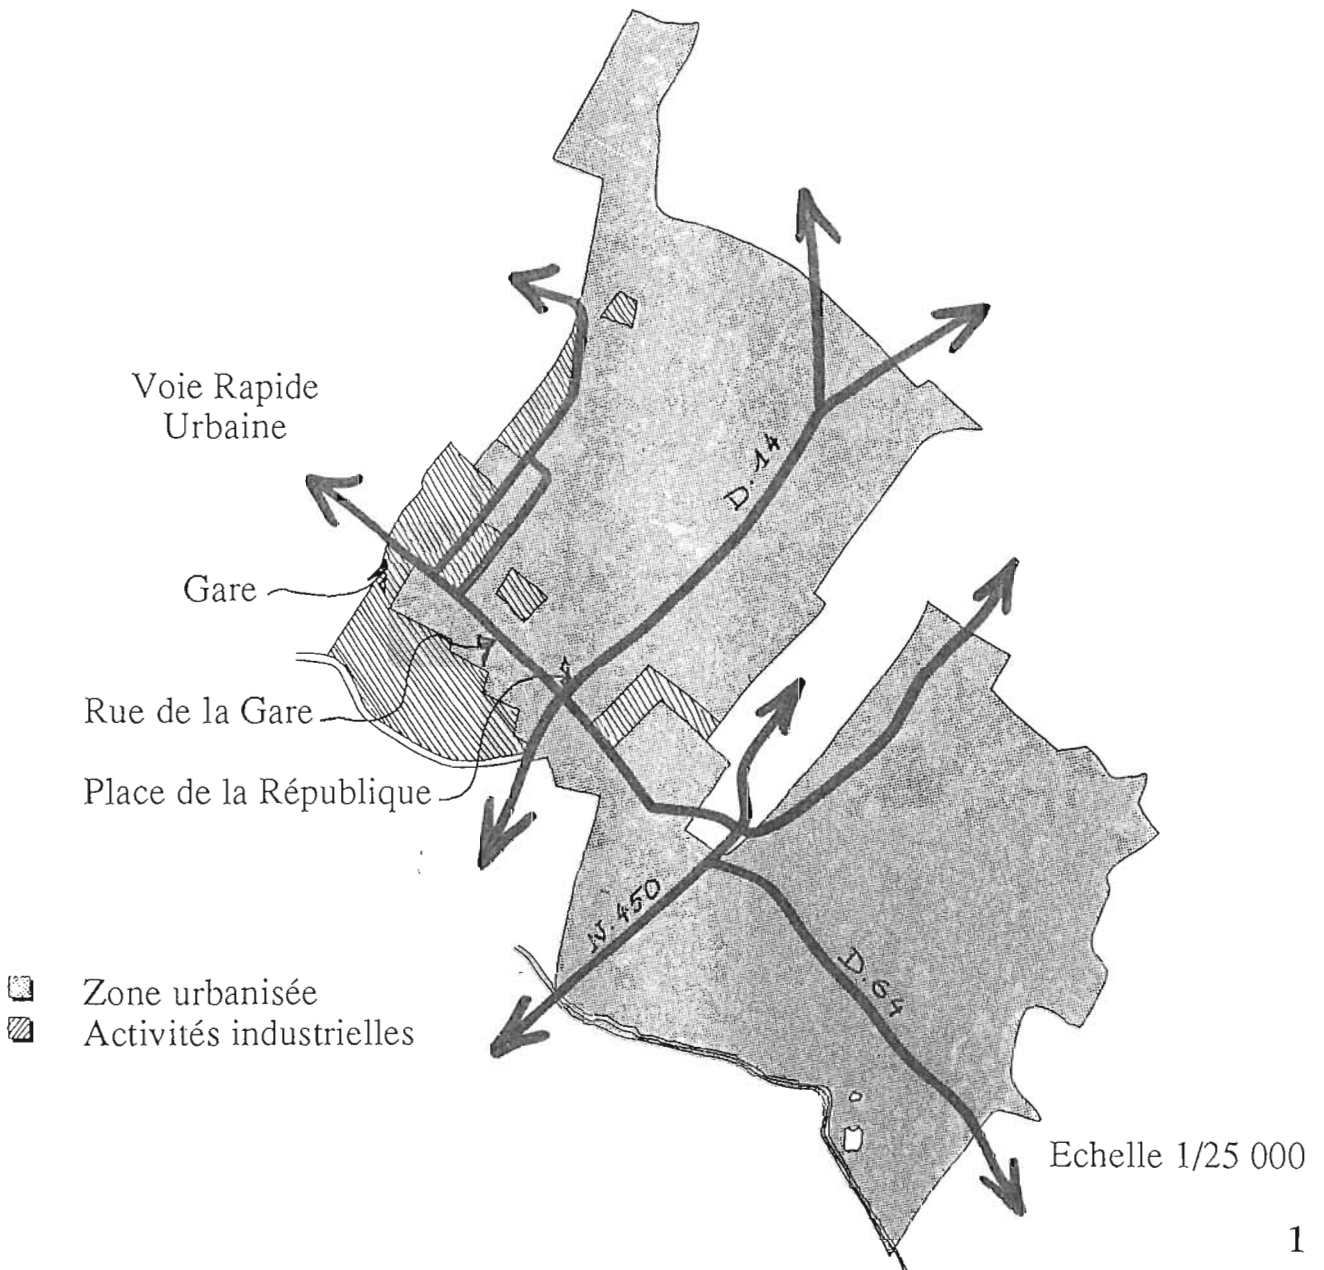 Voie Rapide
Urbaine
D.14
Gare
Rue de la Gare
Place de la République
N.450
D.64
Zone urbanisée
Activités industrielles
Echelle 1/25 000
1